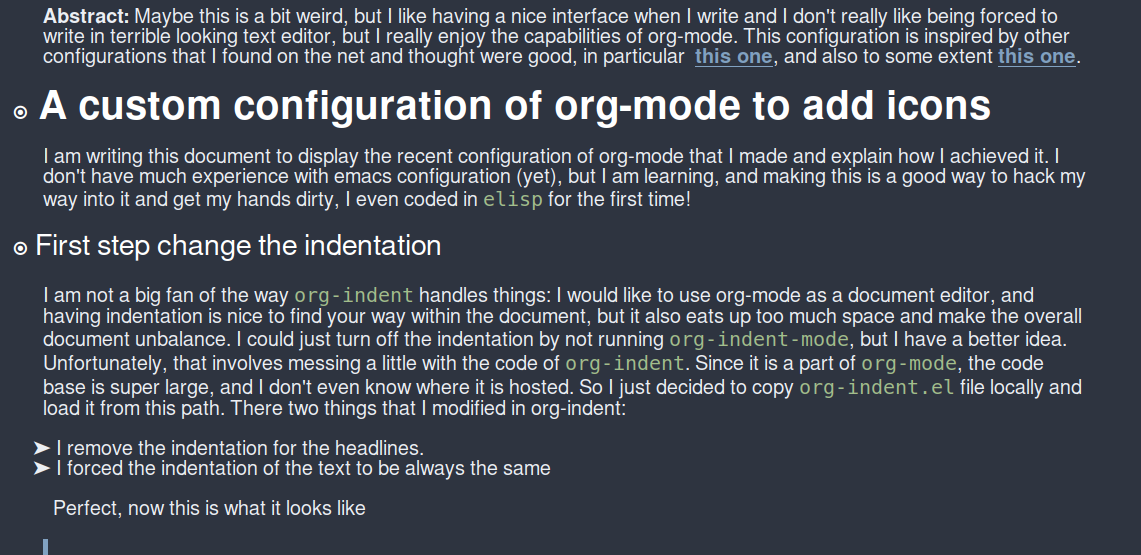 Abstract: Maybe this is a bit weird, but I like having a nice interface when I write and I don't really like being forced to
write in terrible looking text editor, but I really enjoy the capabilities of org-mode. This configuration is inspired by other
configurations that I found on the net and thought were good, in particular this one, and also to some extent this one.
A custom configuration of org-mode to add icons
I am writing this document to display the recent configuration of org-mode that I made and explain how I achieved it. I
don't have much experience with emacs configuration (yet), but I am learning, and making this is a good way to hack my
way into it and get my hands dirty, I even coded in elisp for the first time!
First step change the indentation
I am not a big fan of the way org-indent handles things: I would like to use org-mode as a document editor, and
having indentation is nice to find your way within the document, but it also eats up too much space and make the overall
document unbalance. I could just turn off the indentation by not running org-indent-mode, but I have a better idea.
Unfortunately, that involves messing a little with the code of org-indent. Since it is a part of org-mode, the code
base is super large, and I don't even know where it is hosted. So I just decided to copy org-indent.el file locally and
load it from this path. There two things that I modified in org-indent:
➤ I remove the indentation for the headlines.
➤ I forced the indentation of the text to be always the same
Perfect, now this is what it looks like